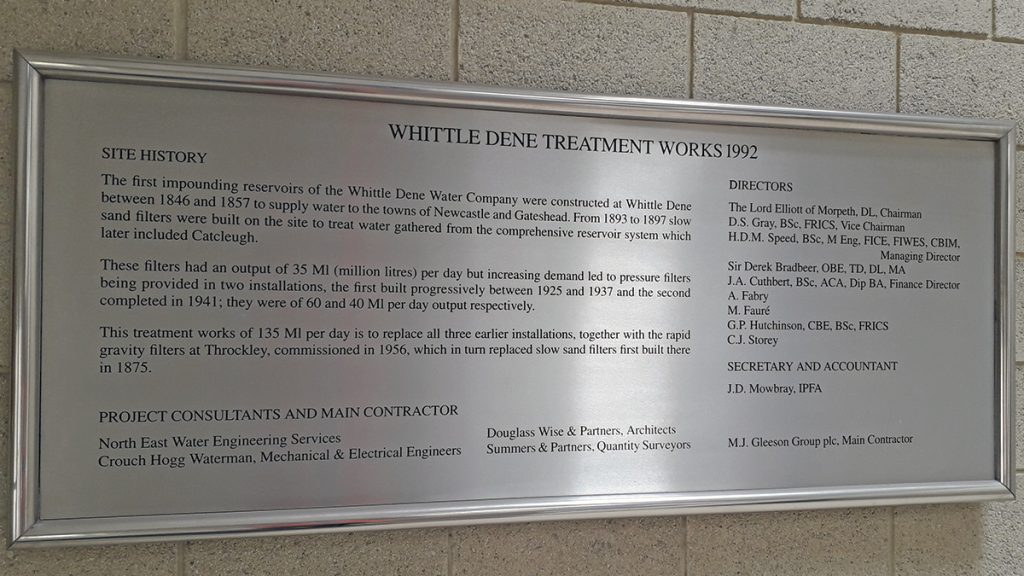 WHITTLE DENE TREATMENT WORKS 1992
SITE HISTORY
The first impounding reservoirs of the Whittle Dene Water Company were constructed at Whittle Dene
between 1846 and 1857 to supply water to the towns of Newcastle and Gateshead. From 1893 to 1897 slow
sand filters were built on the site to treat water gathered from the comprehensive reservoir system which
later included Catcleugh.
These filters had an output of 35 Ml (million litres) per day but increasing demand led to pressure filters
being provided in two installations, the first built progressively between 1925 and 1937 and the second
completed in 1941; they were of 60 and 40 Ml per day output respectively.
This treatment works of 135 Ml per day is to replace all three earlier installations, together with the rapid
gravity filters at Throckley, commissioned in 1956, which in turn replaced slow sand filters first built there
in 1875.
DIRECTORS
The Lord Elliott of Morpeth, DL, Chairman
D.S. Gray, BSc, FRICS, Vice Chairman
H.D.M. Speed, BSc, M Eng, FICE, FIWES, CBIM,
Managing Director
Sir Derek Bradbeer, OBE, TD, DL, MA
J.A. Cuthbert, BSc, ACA, Dip BA, Finance Director
A. Fabry
M. Fauré
G.P. Hutchinson, CBE, BSc, FRICS
C.J. Storey
SECRETARY AND ACCOUNTANT
J.D. Mowbray, IPFA
PROJECT CONSULTANTS AND MAIN CONTRACTOR
North East Water Engineering Services
Crouch Hogg Waterman, Mechanical & Electrical Engineers
Douglass Wise & Partners, Architects
Summers & Partners, Quantity Surveyors
M.J. Gleeson Group plc, Main Contractor